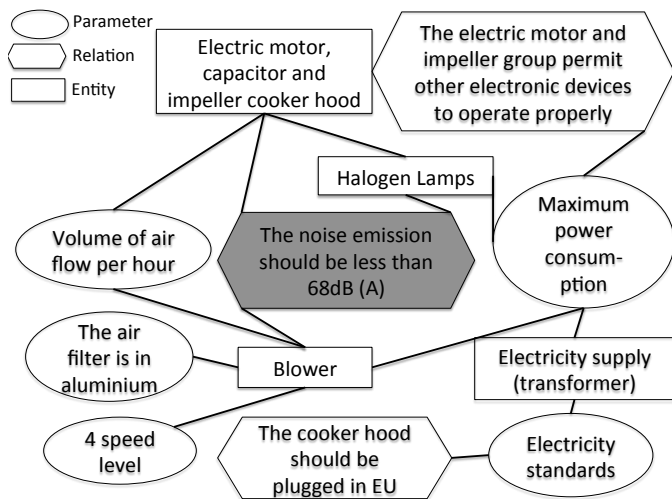 Parameter
Relation
Entity
Electric motor,
capacitor and
impeller cooker hood
The electric motor and
impeller group permit
other electronic devices
to operate properly
Halogen Lamps
Volume of air
flow per hour
The noise emission
should be less than
68dB (A)
Maximum
power
consum-
ption
The air
filter is in
aluminium
Blower
Electricity supply
(transformer)
4 speed
level
The cooker hood
should be
plugged in EU
Electricity
standards